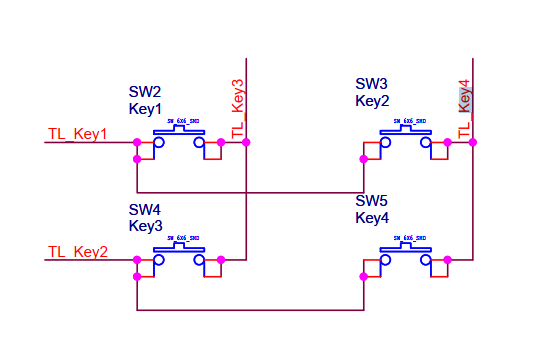 SW2
Key1
SW_6X6_SMD
TL_Key1
TL_Key3
SW3
Key2
SW_6X6_SMD
TL_Key4
SW4
Key3
SW_6X6_SMD
TL_Key2
SW5
Key4
SW_6X6_SMD